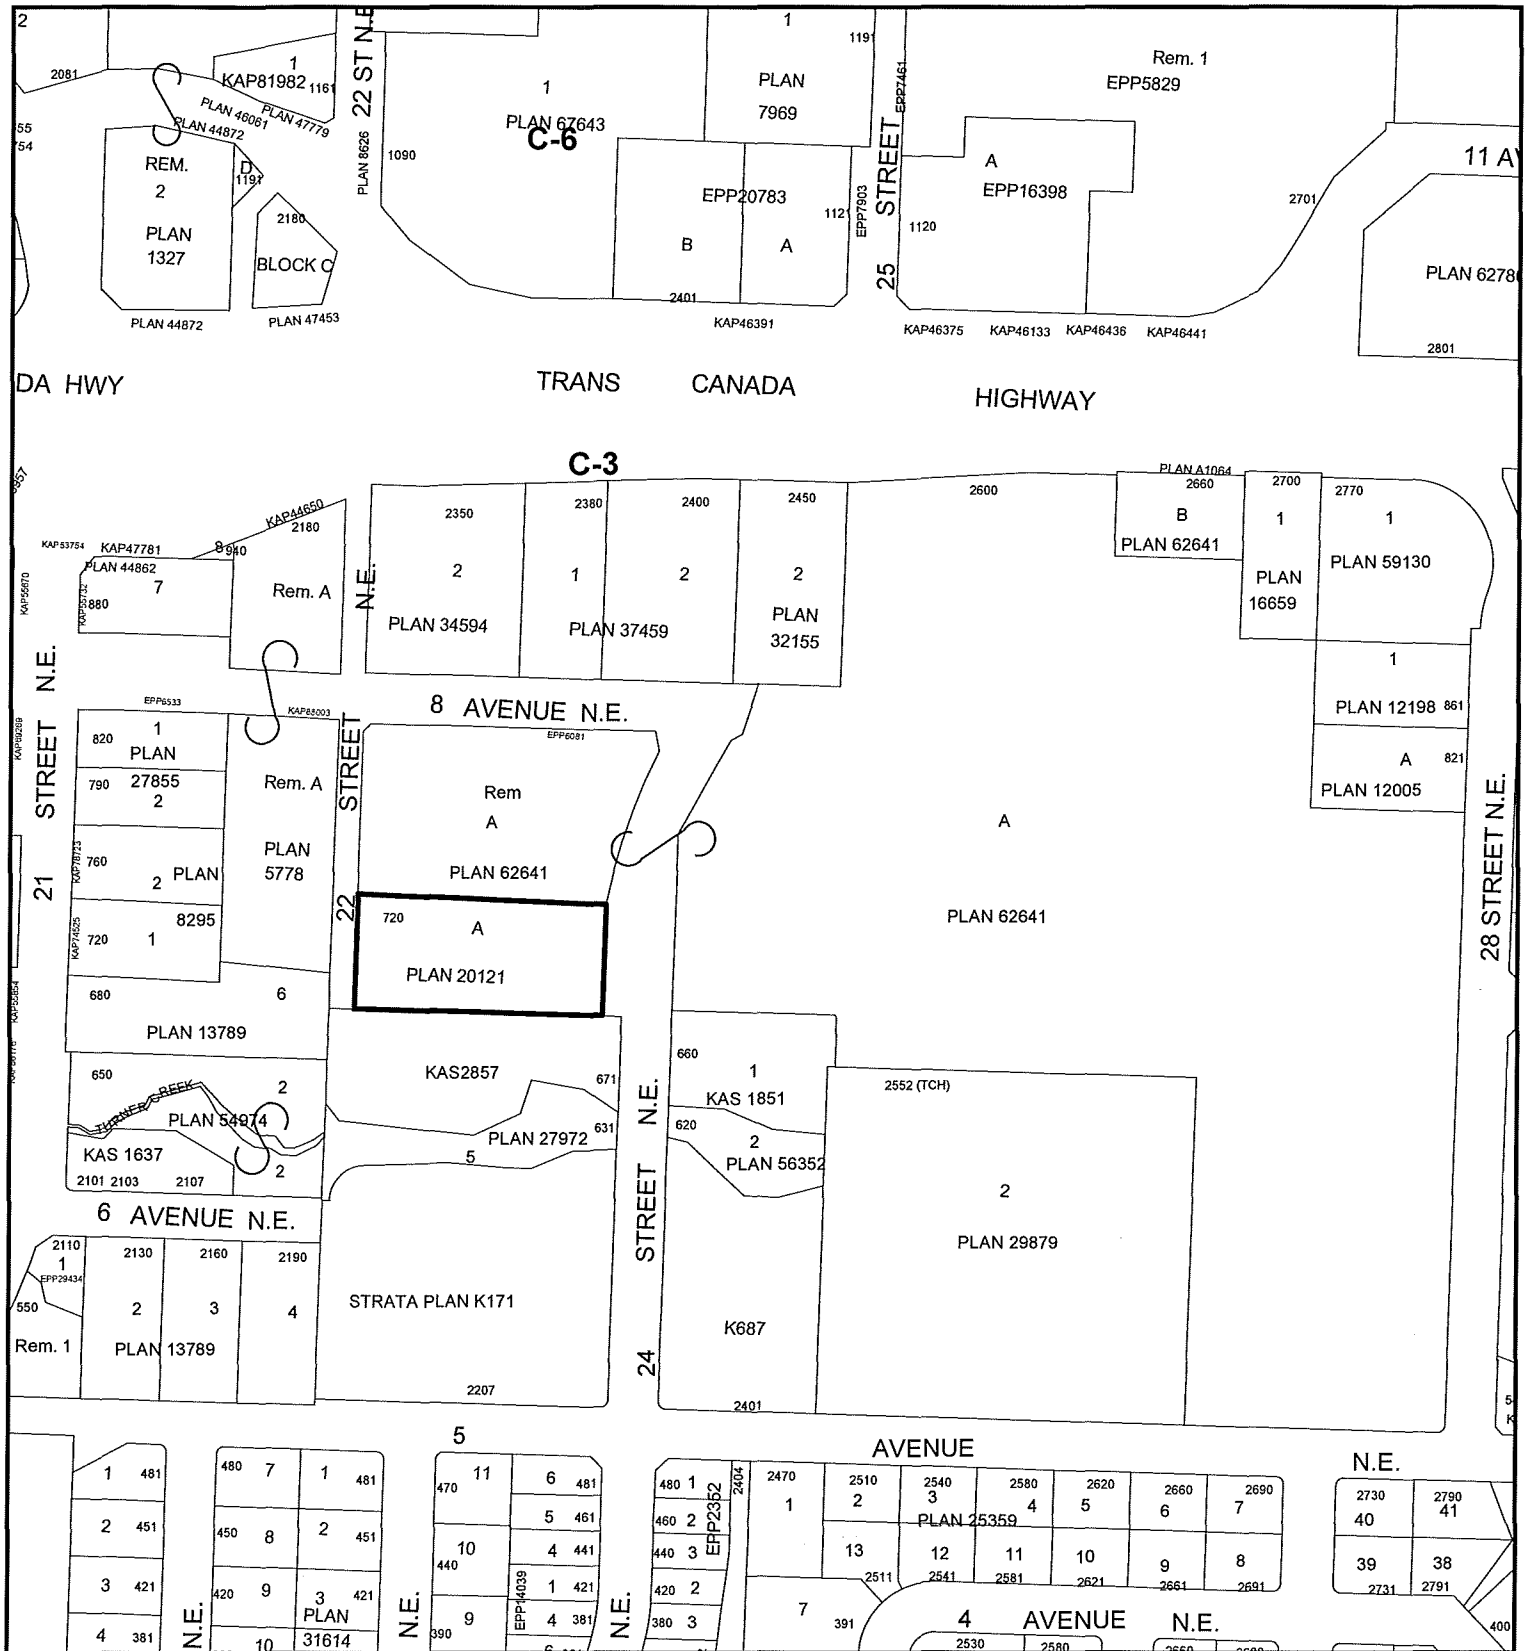 2
2081
1
KAP81982
1161
PLAN 46061
PLAN 47779
PLAN 44872
22 ST N.E
PLAN 8626
1090
1
PLAN 67643
C-6
1
1191
PLAN
7969
EPP7461
Rem. 1
EPP5829
55
754
REM.
2
PLAN
1327
D
1191
2180
BLOCK C
PLAN 44872
PLAN 47453
EPP20783
B
A
1121
2401
KAP46391
EPP7903
25 STREET
A
EPP16398
1120
2701
11 AV
PLAN 6278
2801
KAP46375
KAP46133
KAP46436
KAP46441
DA HWY
TRANS CANADA HIGHWAY
C-3
PLAN A1064
2350
2
PLAN 34594
2380
1
PLAN 37459
2400
2
2450
2
PLAN
32155
2600
2660
B
PLAN 62641
2700
1
PLAN
16659
2770
1
PLAN 59130
KAP44650
2180
KAP53754
KAP47781
8
940
PLAN 44862
7
880
KAP55732
KAP55670
Rem. A
N.E.
1
PLAN 12198
861
A
821
PLAN 12005
21 STREET N.E.
8 AVENUE N.E.
EPP6533
KAP88003
EPP6081
820
1
PLAN
790
27855
2
760
2
PLAN
8295
720
1
KAP78723
KAP74525
KAP69289
Rem. A
PLAN
5778
22 STREET
Rem
A
PLAN 62641
720
A
PLAN 20121
A
PLAN 62641
28 STREET N.E.
680
6
PLAN 13789
650
2
TURNER CREEK
PLAN 54974
KAS 1637
2
2101
2103
2107
KAS2857
671
PLAN 27972
631
5
660
1
KAS 1851
620
2
PLAN 56352
2552 (TCH)
2
PLAN 29879
24 STREET N.E.
6 AVENUE N.E.
2110
1
EPP29434
550
Rem. 1
2130
2
2160
3
PLAN 13789
2190
4
STRATA PLAN K171
2207
K687
2401
5 AVENUE N.E.
1
481
2
451
3
421
4
381
N.E.
480
7
450
8
420
9
10
1
481
2
451
3
421
PLAN
31614
N.E.
470
11
10
440
9
390
6
481
5
461
4
441
1
421
4
381
EPP14039
N.E.
480
1
460
2
440
3
420
2
380
3
EPP2352
2404
2470
1
2510
2
2540
3
2580
4
2620
5
2660
6
2690
7
PLAN 25359
13
2511
12
2541
11
2581
10
2621
9
2661
8
2691
7
391
2730
40
2790
41
39
2731
38
2791
4 AVENUE N.E.
2530
2580
400